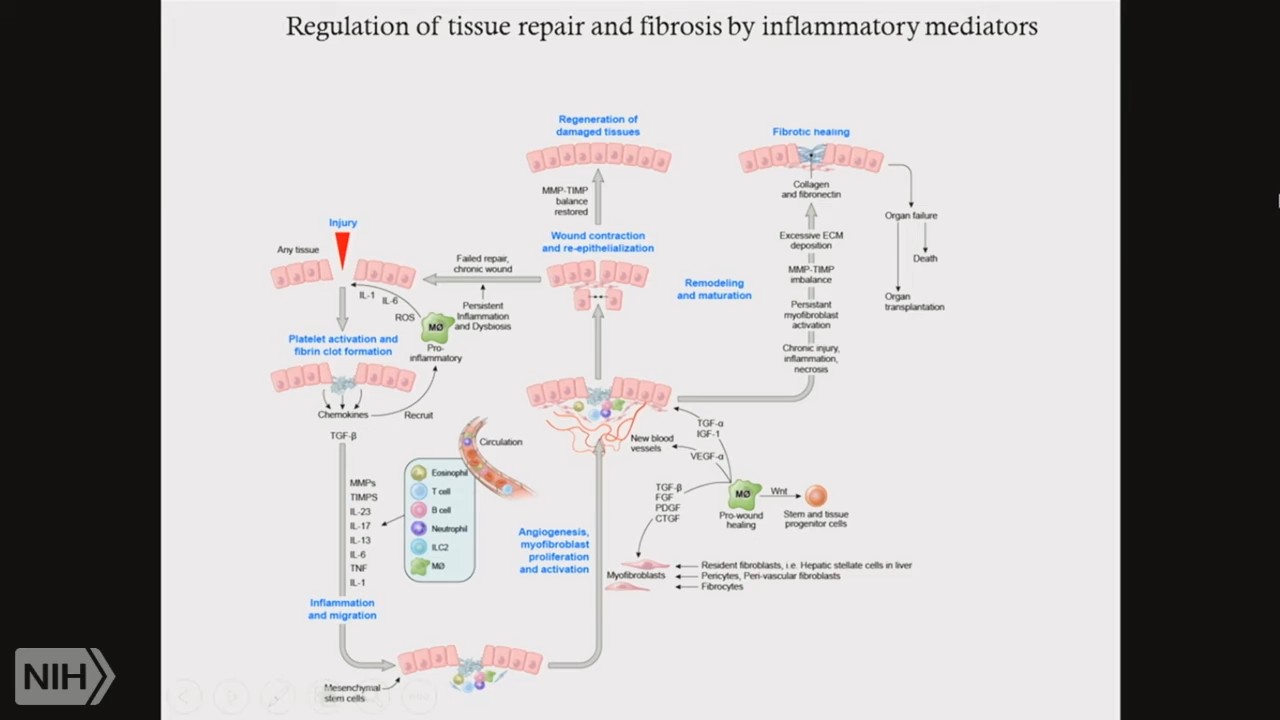 Regulation of tissue repair and fibrosis by inflammatory mediators
Regeneration of
damaged tissues
Fibrotic healing
MMP-TIMP
balance
restored
Collagen
and fibronectin
Organ failure
Death
Organ
transplantation
Injury
Any tissue
Wound contraction
and re-epithelialization
Excessive ECM
deposition
MMP-TIMP
imbalance
Persistant
myofibroblast
activation
Chronic injury,
inflammation,
necrosis
Remodeling
and maturation
Failed repair,
chronic wound
Persistent
Inflammation
and Dysbiosis
IL-1
IL-6
ROS
MØ
Pro-
inflammatory
Platelet activation and
fibrin clot formation
Chemokines
Recruit
TGF-β
Circulation
New blood
vessels
TGF-α
IGF-1
VEGF-α
MMPs
TIMPS
IL-23
IL-17
IL-13
IL-6
TNF
IL-1
Eosinophil
T cell
B cell
Neutrophil
ILC2
MØ
TGF-β
FGF
PDGF
CTGF
MØ
Wnt
Pro-wound
healing
Stem and tissue
progenitor cells
Angiogenesis,
myofibroblast
proliferation
and activation
Myofibroblasts
Resident fibroblasts, i.e. Hepatic stellate cells in liver
Pericytes, Peri-vascular fibroblasts
Fibrocytes
Inflammation
and migration
Mesenchymal
stem cells
NIH